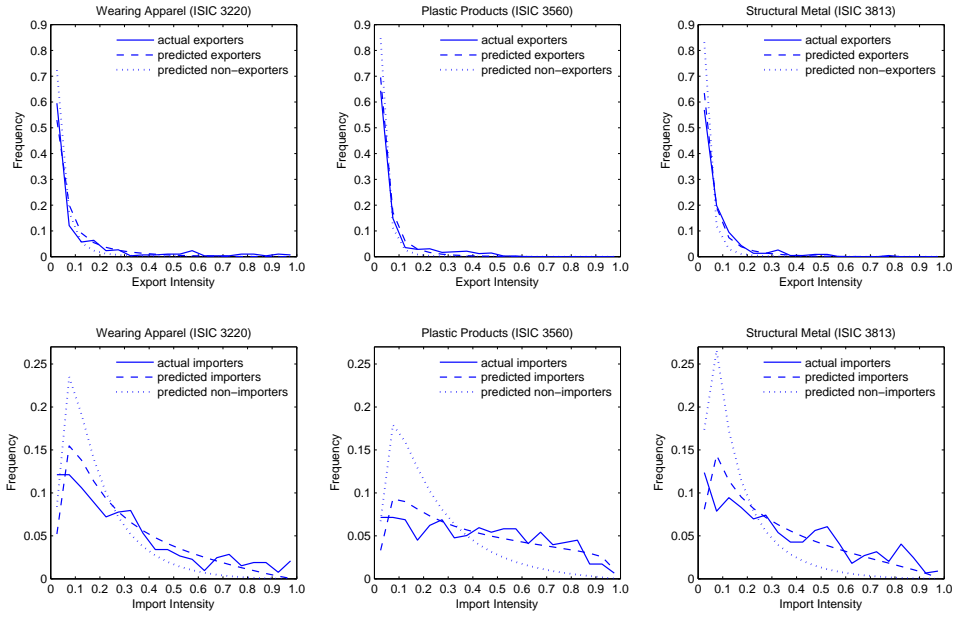 Wearing Apparel (ISIC 3220)
0.9
0.8
0.7
0.6
0.5
0.4
0.3
0.2
0.1
0
Frequency
actual exporters
predicted exporters
predicted non−exporters
0 0.1 0.2 0.3 0.4 0.5 0.6 0.7 0.8 0.9 1.0
Export Intensity
Plastic Products (ISIC 3560)
0.9
0.8
0.7
0.6
0.5
0.4
0.3
0.2
0.1
0
Frequency
actual exporters
predicted exporters
predicted non−exporters
0 0.1 0.2 0.3 0.4 0.5 0.6 0.7 0.8 0.9 1.0
Export Intensity
Structural Metal (ISIC 3813)
0.9
0.8
0.7
0.6
0.5
0.4
0.3
0.2
0.1
0
Frequency
actual exporters
predicted exporters
predicted non−exporters
0 0.1 0.2 0.3 0.4 0.5 0.6 0.7 0.8 0.9 1.0
Export Intensity
Wearing Apparel (ISIC 3220)
0.25
0.2
0.15
0.1
0.05
0
Frequency
actual importers
predicted importers
predicted non−importers
0 0.1 0.2 0.3 0.4 0.5 0.6 0.7 0.8 0.9 1.0
Import Intensity
Plastic Products (ISIC 3560)
0.25
0.2
0.15
0.1
0.05
0
Frequency
actual importers
predicted importers
predicted non−importers
0 0.1 0.2 0.3 0.4 0.5 0.6 0.7 0.8 0.9 1.0
Import Intensity
Structural Metal (ISIC 3813)
0.25
0.2
0.15
0.1
0.05
0
Frequency
actual importers
predicted importers
predicted non−importers
0 0.1 0.2 0.3 0.4 0.5 0.6 0.7 0.8 0.9 1.0
Import Intensity